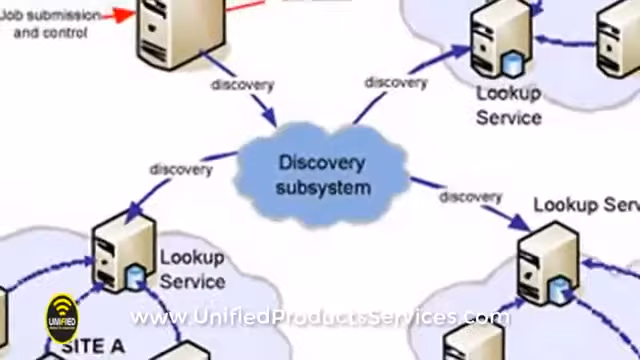 Job submission
and control
discovery
discovery
Lookup
Service
Discovery
subsystem
discovery
discovery
Lookup Serv
Lookup
Service
UNIFIED
www.UnifiedProductsServices.com
SITE A